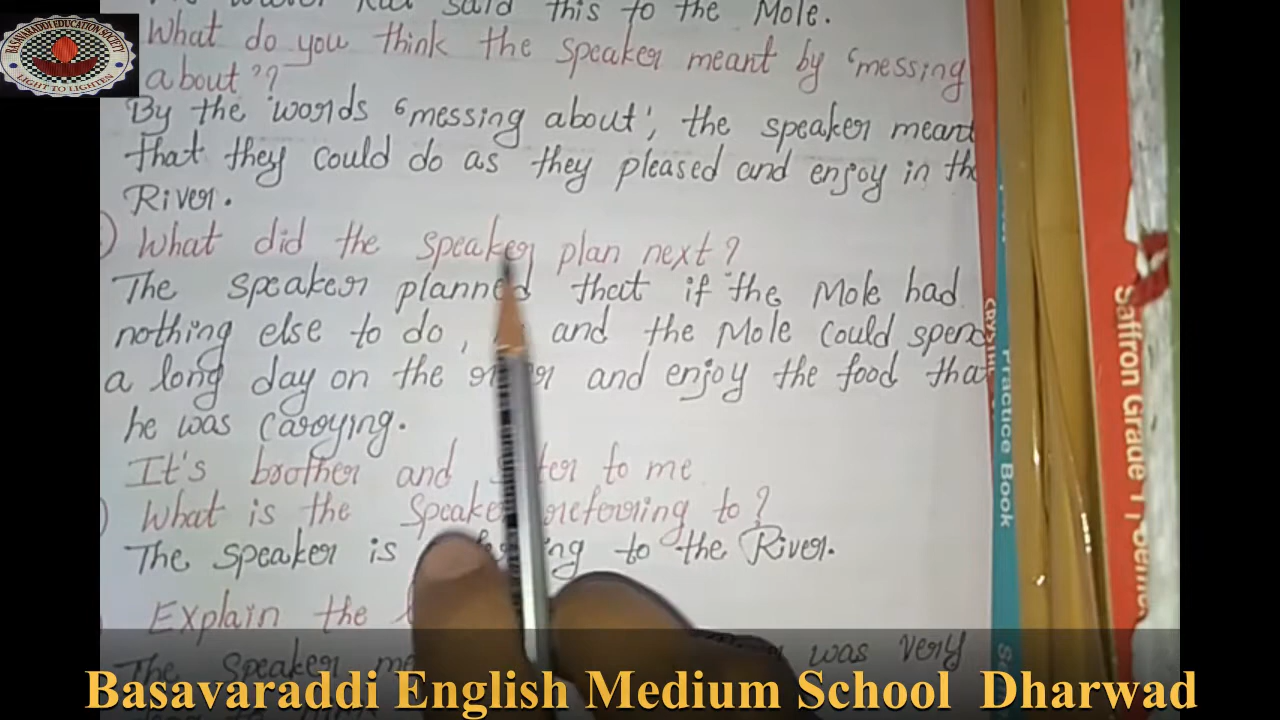 BASAVARADDI EDUCATION SOCIETY
LIGHT TO LIGHTEN
said this to the Mole.
What do you think the speaker meant by 'messing
about'?
By the words 'messing about', the speaker meant
that they could do as they pleased and enjoy in the
River.
What did the speaker plan next?
The speaker planned that if the Mole had
nothing else to do, and the Mole could spend
a long day on the river and enjoy the food that
he was carrying.
It's brother and sister to me
What is the speaker referring to?
The speaker is referring to the River.
Explain the
The speaker was very
Practice Book
Saffron Grade 7
Basavaraddi English Medium School Dharwad